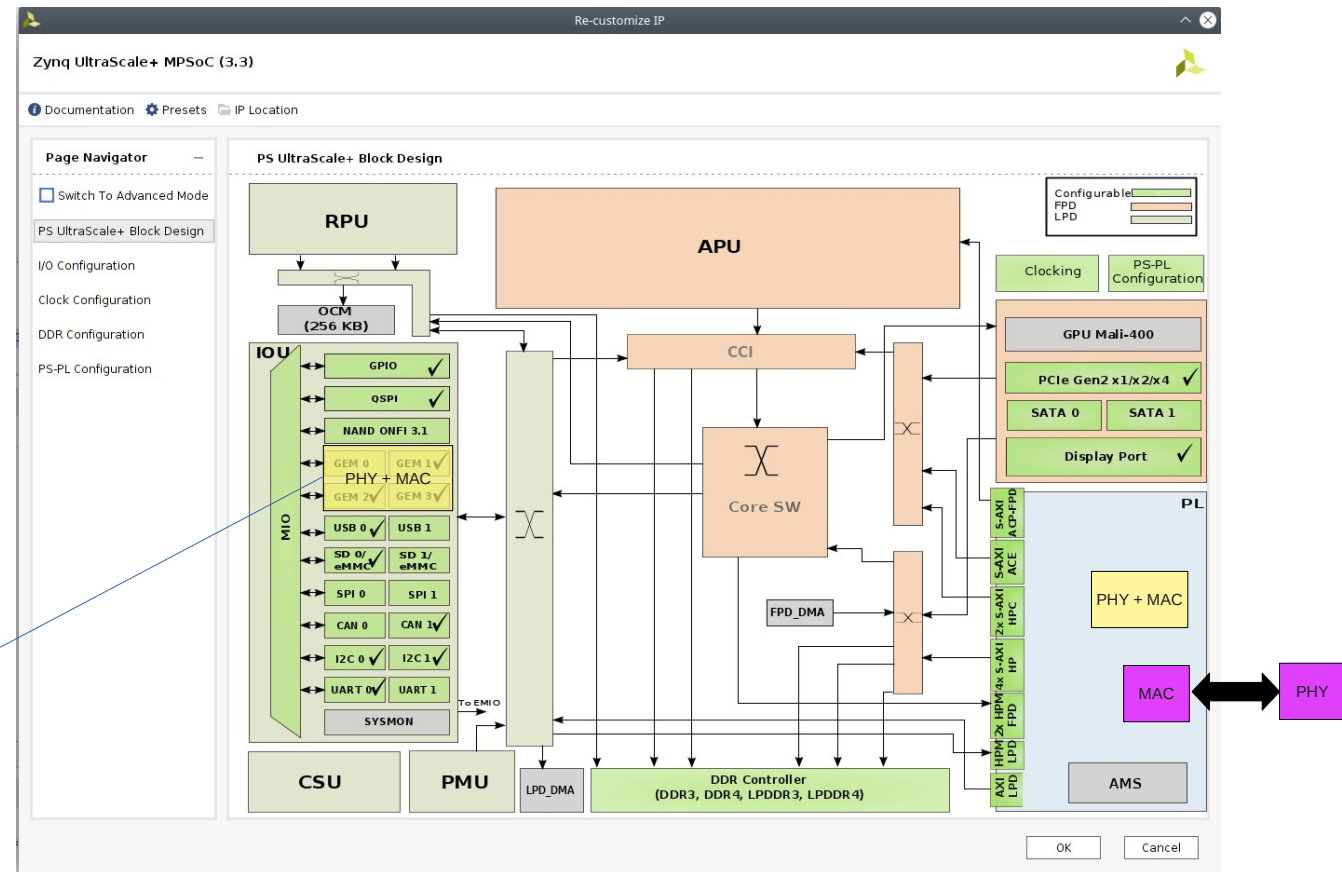 Re-customize IP
Zynq UltraScale+ MPSoC (3.3)
Documentation Presets IP Location
Page Navigator
Switch To Advanced Mode
PS UltraScale+ Block Design
I/O Configuration
Clock Configuration
DDR Configuration
PS-PL Configuration
PS UltraScale+ Block Design
Configurable
FPD
LPD
RPU
APU
Clocking
PS-PL
Configuration
OCM
(256 KB)
IOU
MIO
GPIO
QSPI
NAND ONFI 3.1
GEM 0 GEM 1
PHY + MAC
GEM 2 GEM 3
USB 0 USB 1
SD 0/
eMMC
SD 1/
eMMC
SPI 0 SPI 1
CAN 0 CAN 1
I2C 0 I2C 1
UART 0 UART 1
SYSMON
To EMIO
CCI
Core SW
FPD_DMA
GPU Mali-400
PCIe Gen2 x1/x2/x4
SATA 0 SATA 1
Display Port
PL
S-AXI
ACP-FPD
S-AXI
ACE
2x S-AXI
HPC
4x S-AXI
HP
2x HPM
FPD
HPM
LPD
AXI
LPD
PHY + MAC
MAC
PHY
AMS
CSU
PMU
LPD_DMA
DDR Controller
(DDR3, DDR4, LPDDR3, LPDDR4)
OK Cancel